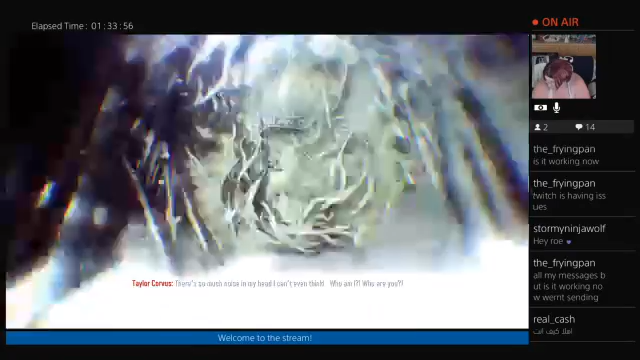 Elapsed Time: 01:33:56
ON AIR
2
14
the_fryingpan
is it working now
the_fryingpan
twitch is having iss
ues
stormyninjawolf
Hey roe
the_fryingpan
all my messages b
ut is it working no
w wernt sending
real_cash
اهلا كيف انت
Taylor Corvus: There's so much noise in my head I can't even think! Who am I?! Who are you?!
Welcome to the stream!